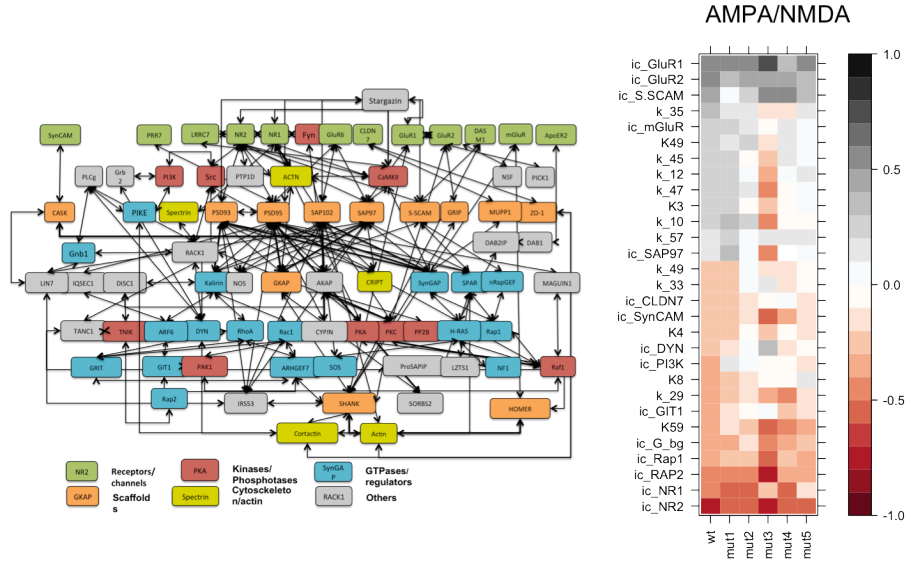 AMPA/NMDA
Stargazin
SynCAM PRR7 LRRC7 NR2 NR1 Fyn GluR6 CLDN7 GluR1 GluR2 DASM1 mGluR ApoER2
PLCg Grb2 PI3K Src PTP1D ACTN CaMKII NSF PICK1
CASK PIKE Spectrin PSD93 PSD95 SAP102 SAP97 S-SCAM GRIP MUPP1 ZO-1
Gnb1 RACK1 DAB2IP DAB1
LIN7 IQSEC1 DISC1 Kalirin NOS GKAP AKAP CRIPT SynGAP SPAR nRapGEF MAGUIN1
TANC1 TNIK ARF6 DYN RhoA Rac1 CYPIN PKA PKC PP2B H-RAS Rap1
GRIT GIT1 PAK1 ARHGEF7 SOS ProSAPiP LZTS1 NF1 Raf1
Rap2 IRS53 SHANK SORBS2 HOMER
Cortactin Actin
NR2 Receptors/
channels
PKA Kinases/
Phosphotases
SynGA
P GTPases/
regulators
GKAP Scaffold
s
Spectrin Cytosckeleto
n/actin
RACK1 Others
ic_GluR1
ic_GluR2
ic_S.SCAM
k_35
ic_mGluR
K49
k_45
k_12
k_47
K3
k_10
k_57
ic_SAP97
k_49
k_33
ic_CLDN7
ic_SynCAM
K4
ic_DYN
ic_PI3K
K8
k_29
ic_GIT1
K59
ic_G_bg
ic_Rap1
ic_RAP2
ic_NR1
ic_NR2
wt mut1 mut2 mut3 mut4 mut5
1.0
0.5
0.0
-0.5
-1.0